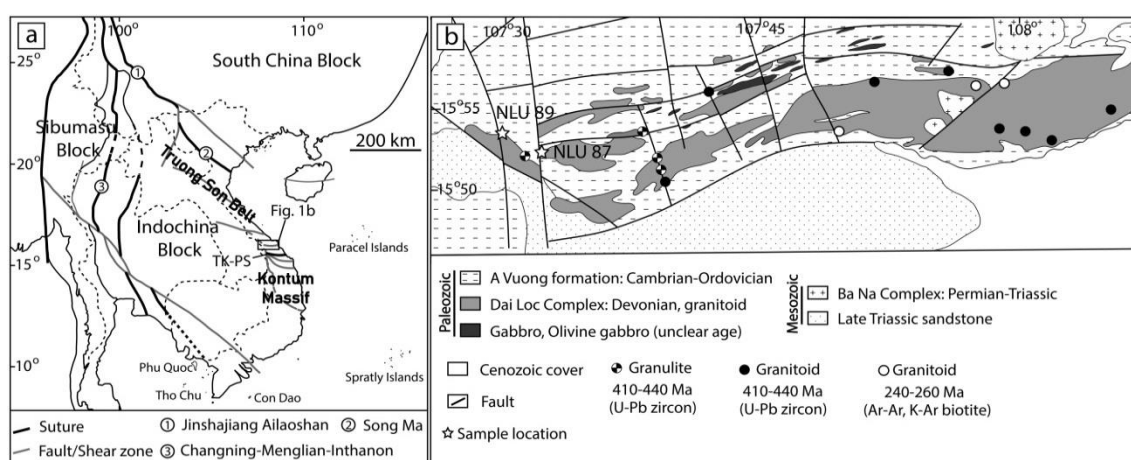 a
100°
110°
South China Block
25°
①
200 km
Sibumasu
Block
②
20°
③
Truong Son Belt
Fig. 1b
Indochina
Block
Paracel Islands
TK-PS
15°
Kontum
Massif
10°
Phu Quoc
Tho Chu
Con Dao
Spratly Islands
Suture
① Jinshajiang Ailaoshan
② Song Ma
Fault/Shear zone
③ Changning-Menglian-Inthanon
b
107°30
107°45
108°
15°55
NLU 89
NLU 87
15°50
Paleozoic
A Vuong formation: Cambrian-Ordovician
Dai Loc Complex: Devonian, granitoid
Gabbro, Olivine gabbro (unclear age)
Mesozoic
Ba Na Complex: Permian-Triassic
Late Triassic sandstone
Cenozoic cover
Fault
Sample location
Granulite
410-440 Ma
(U-Pb zircon)
Granitoid
410-440 Ma
(U-Pb zircon)
Granitoid
240-260 Ma
(Ar-Ar, K-Ar biotite)